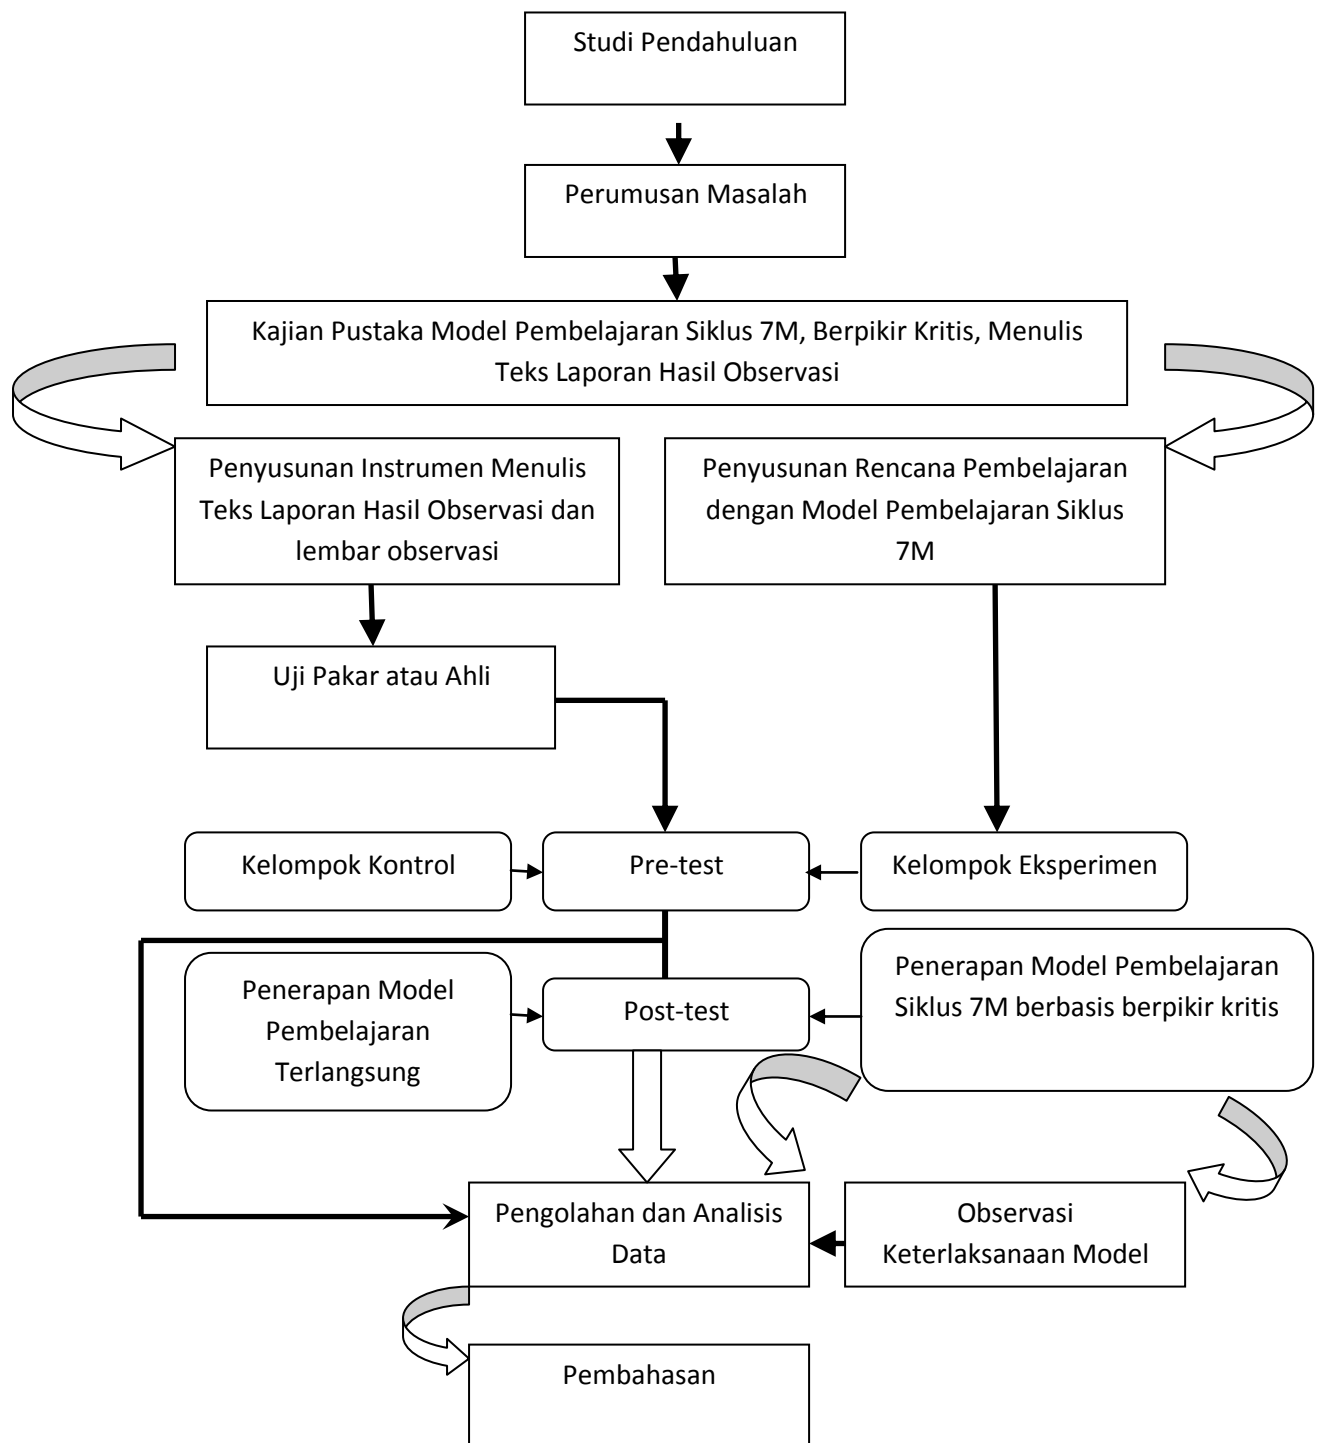 Studi Pendahuluan
Perumusan Masalah
Kajian Pustaka Model Pembelajaran Siklus 7M, Berpikir Kritis, Menulis
Teks Laporan Hasil Observasi
Penyusunan Instrumen Menulis
Teks Laporan Hasil Observasi dan
lembar observasi
Penyusunan Rencana Pembelajaran
dengan Model Pembelajaran Siklus
7M
Uji Pakar atau Ahli
Kelompok Kontrol
Pre-test
Kelompok Eksperimen
Penerapan Model
Pembelajaran
Terlangsung
Post-test
Penerapan Model Pembelajaran
Siklus 7M berbasis berpikir kritis
Pengolahan dan Analisis
Data
Observasi
Keterlaksanaan Model
Pembahasan